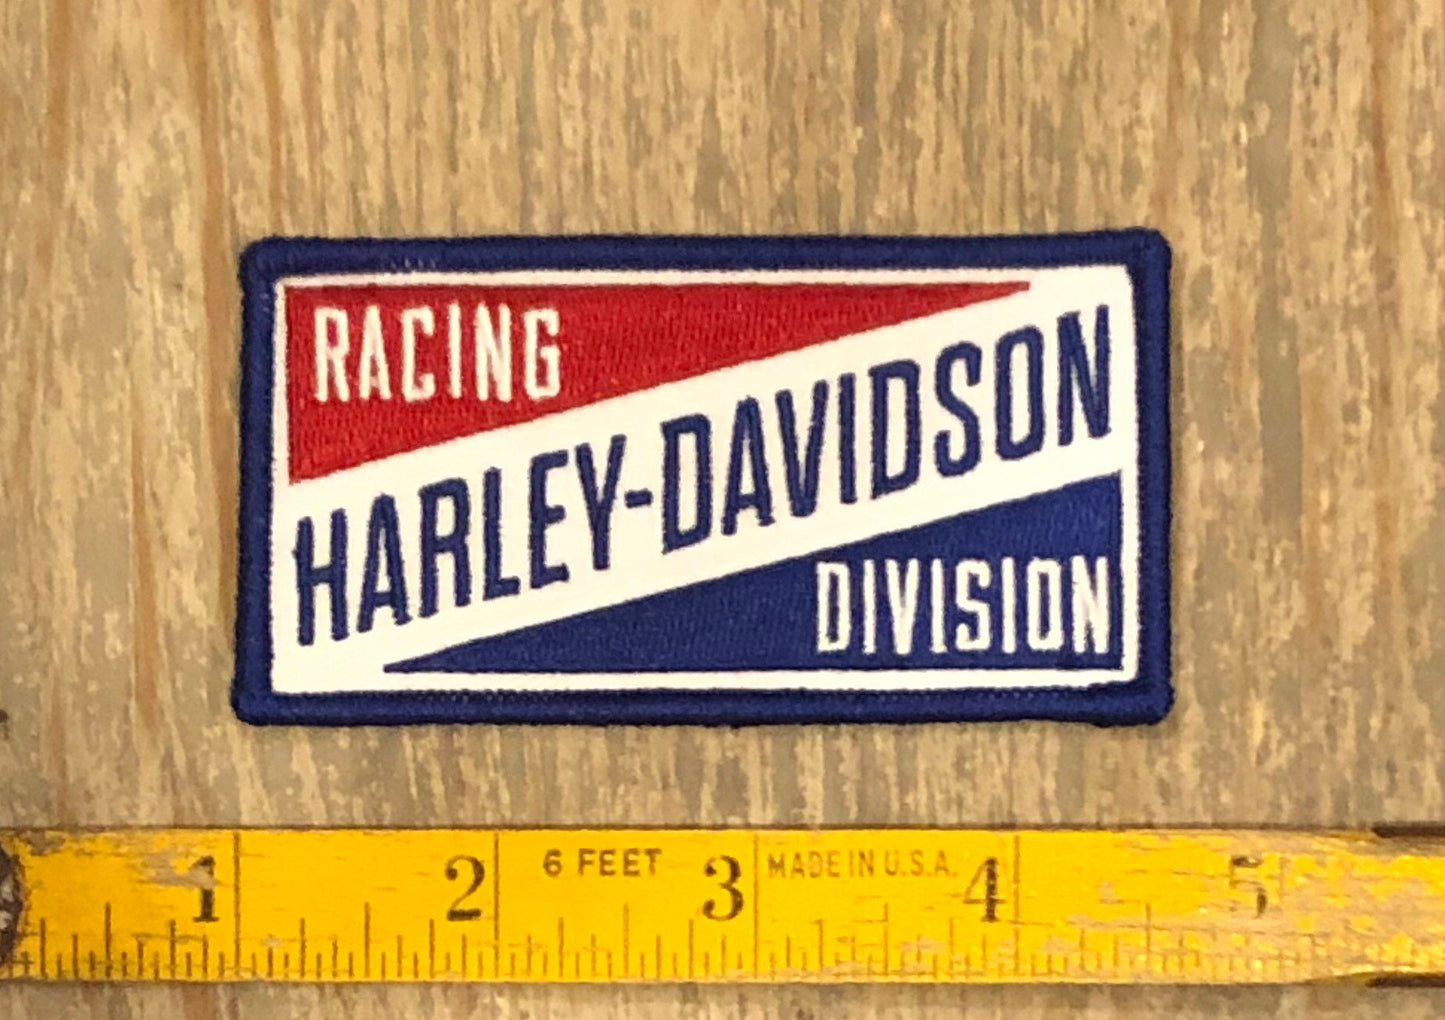 RACING
HARLEY-DAVIDSON
DIVISION
1 2 6 FEET 3 MADE IN U.S.A. 4 5